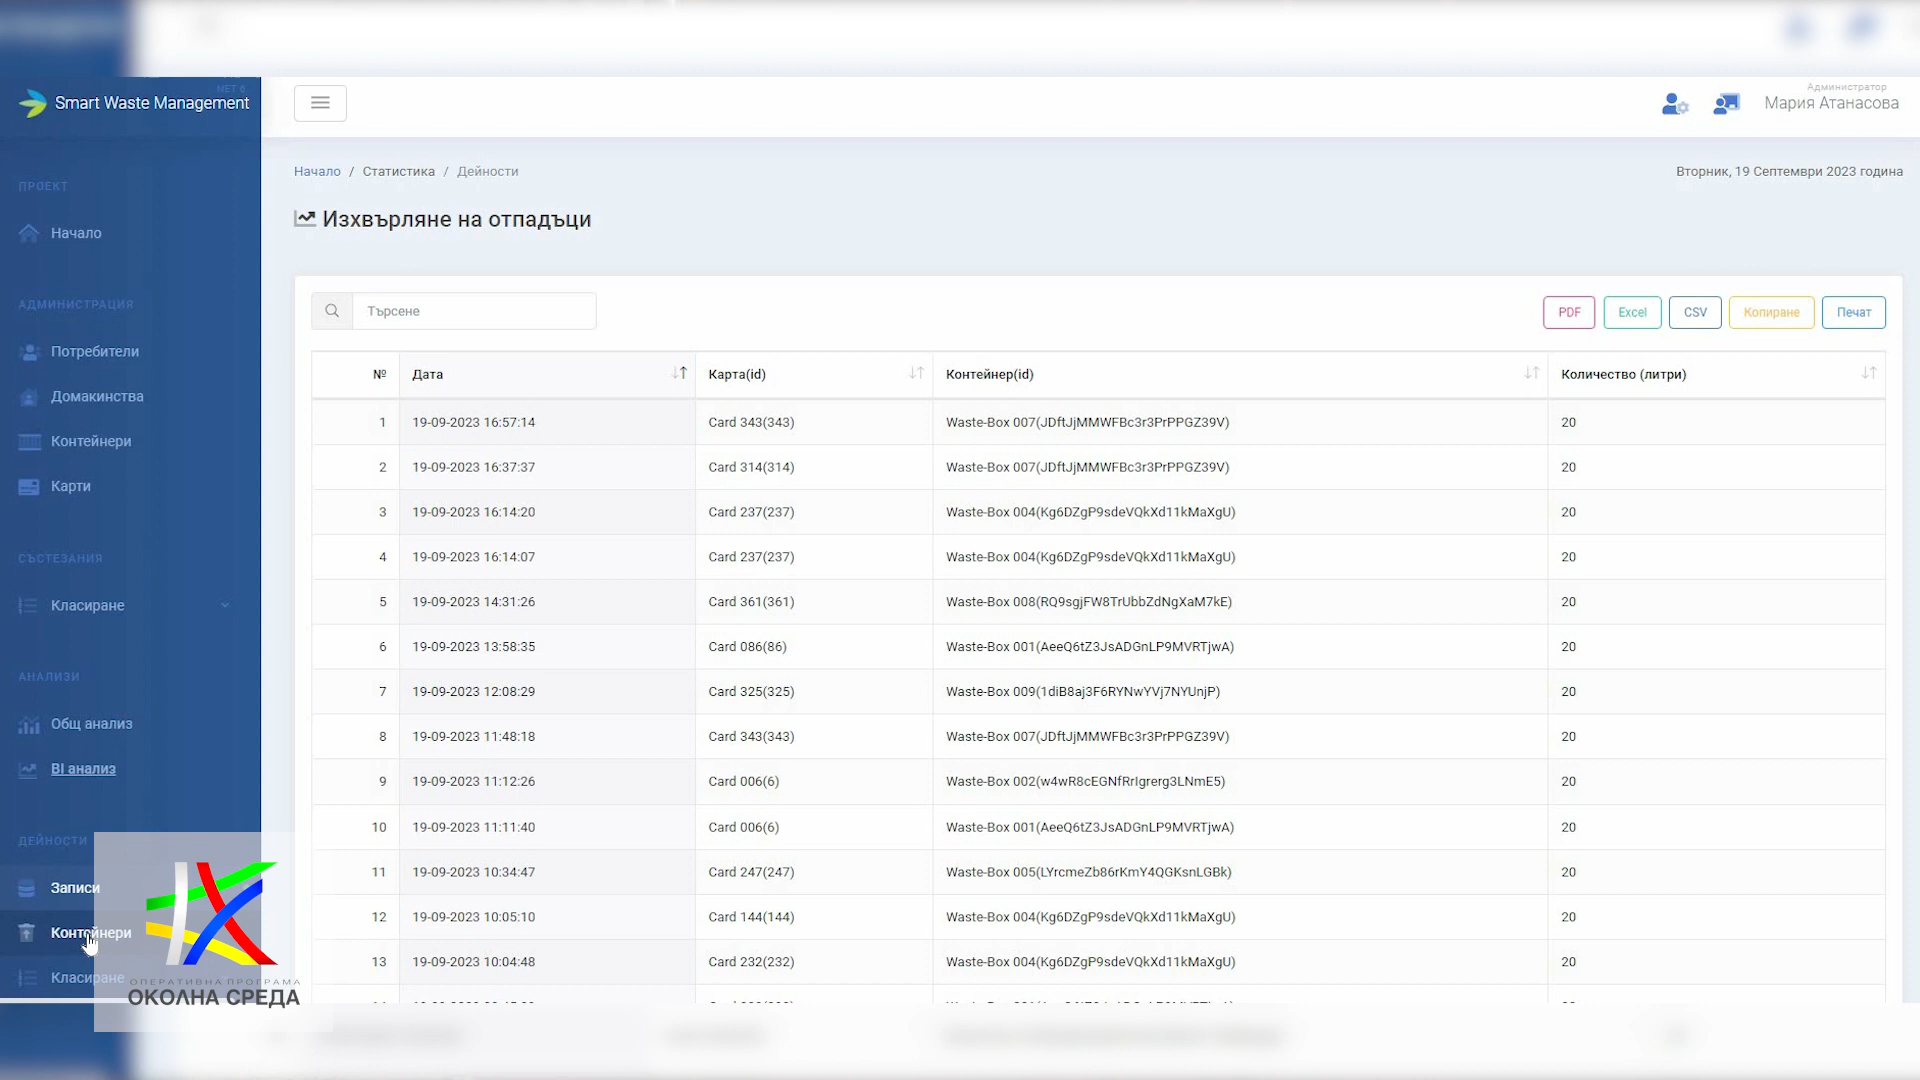 NET 6
Smart Waste Management
Администратор
Мария Атанасова
ПРОЕКТ
Начало
АДМИНИСТРАЦИЯ
Потребители
Домакинства
Контейнери
Карти
СЪСТЕЗАНИЯ
Класиране
АНАЛИЗИ
Общ анализ
BI анализ
ДЕЙНОСТИ
Записи
Контейнери
Класиране
ОПЕРАТИВНА ПРОГРАМА
ОКОЛНА СРЕДА
Начало / Статистика / Дейности
Вторник, 19 Септември 2023 година
Изхвърляне на отпадъци
Търсене
PDF Excel CSV Копиране Печат
№ Дата Карта(id) Контейнер(id) Количество (литри)
1 19-09-2023 16:57:14 Card 343(343) Waste-Box 007(JDftJjMMWFBc3r3PrPPGZ39V) 20
2 19-09-2023 16:37:37 Card 314(314) Waste-Box 007(JDftJjMMWFBc3r3PrPPGZ39V) 20
3 19-09-2023 16:14:20 Card 237(237) Waste-Box 004(Kg6DZgP9sdeVQkXd11kMaXgU) 20
4 19-09-2023 16:14:07 Card 237(237) Waste-Box 004(Kg6DZgP9sdeVQkXd11kMaXgU) 20
5 19-09-2023 14:31:26 Card 361(361) Waste-Box 008(RQ9sgjFW8TrUbbZdNgXaM7kE) 20
6 19-09-2023 13:58:35 Card 086(86) Waste-Box 001(AeeQ6tZ3JsADGnLP9MVRTjwA) 20
7 19-09-2023 12:08:29 Card 325(325) Waste-Box 009(1diB8aj3F6RYNwYVj7NYUnjP) 20
8 19-09-2023 11:48:18 Card 343(343) Waste-Box 007(JDftJjMMWFBc3r3PrPPGZ39V) 20
9 19-09-2023 11:12:26 Card 006(6) Waste-Box 002(w4wR8cEGNfRrIgrerg3LNmE5) 20
10 19-09-2023 11:11:40 Card 006(6) Waste-Box 001(AeeQ6tZ3JsADGnLP9MVRTjwA) 20
11 19-09-2023 10:34:47 Card 247(247) Waste-Box 005(LYrcmeZb86rKmY4QGKsnLGBk) 20
12 19-09-2023 10:05:10 Card 144(144) Waste-Box 004(Kg6DZgP9sdeVQkXd11kMaXgU) 20
13 19-09-2023 10:04:48 Card 232(232) Waste-Box 004(Kg6DZgP9sdeVQkXd11kMaXgU) 20